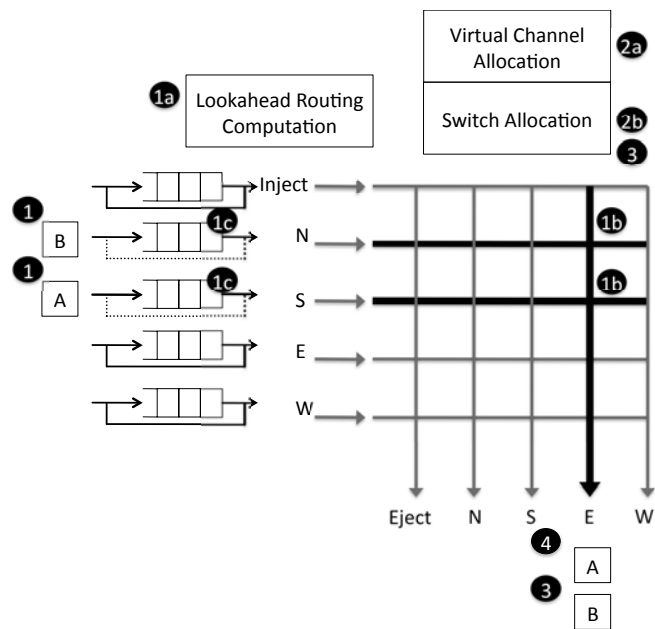 Virtual Channel
Allocation
2a
1a
Lookahead Routing
Computation
Switch Allocation
2b
3
Inject
1
B
1c
N
1b
1
A
1c
S
1b
E
W
Eject N S E W
4
A
3
B